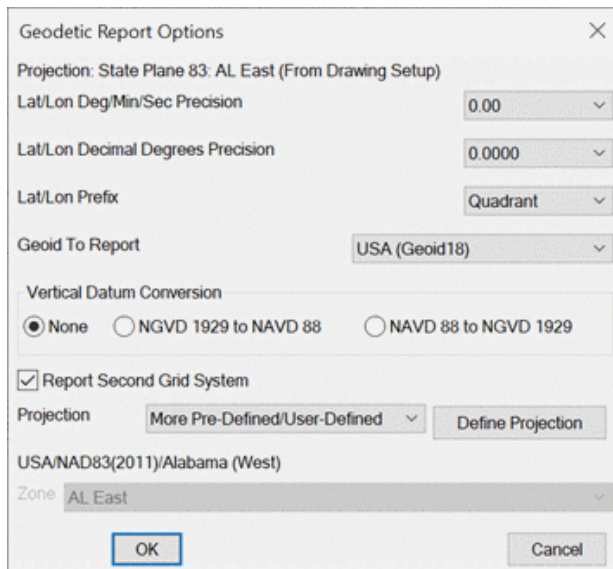 Geodetic Report Options
Projection: State Plane 83: AL East (From Drawing Setup)
Lat/Lon Deg/Min/Sec Precision 0.00
Lat/Lon Decimal Degrees Precision 0.0000
Lat/Lon Prefix Quadrant
Geoid To Report USA (Geoid18)
Vertical Datum Conversion
None NGVD 1929 to NAVD 88 NAVD 88 to NGVD 1929
Report Second Grid System
Projection More Pre-Defined/User-Defined Define Projection
USA/NAD83(2011)/Alabama (West)
Zone AL East
OK Cancel